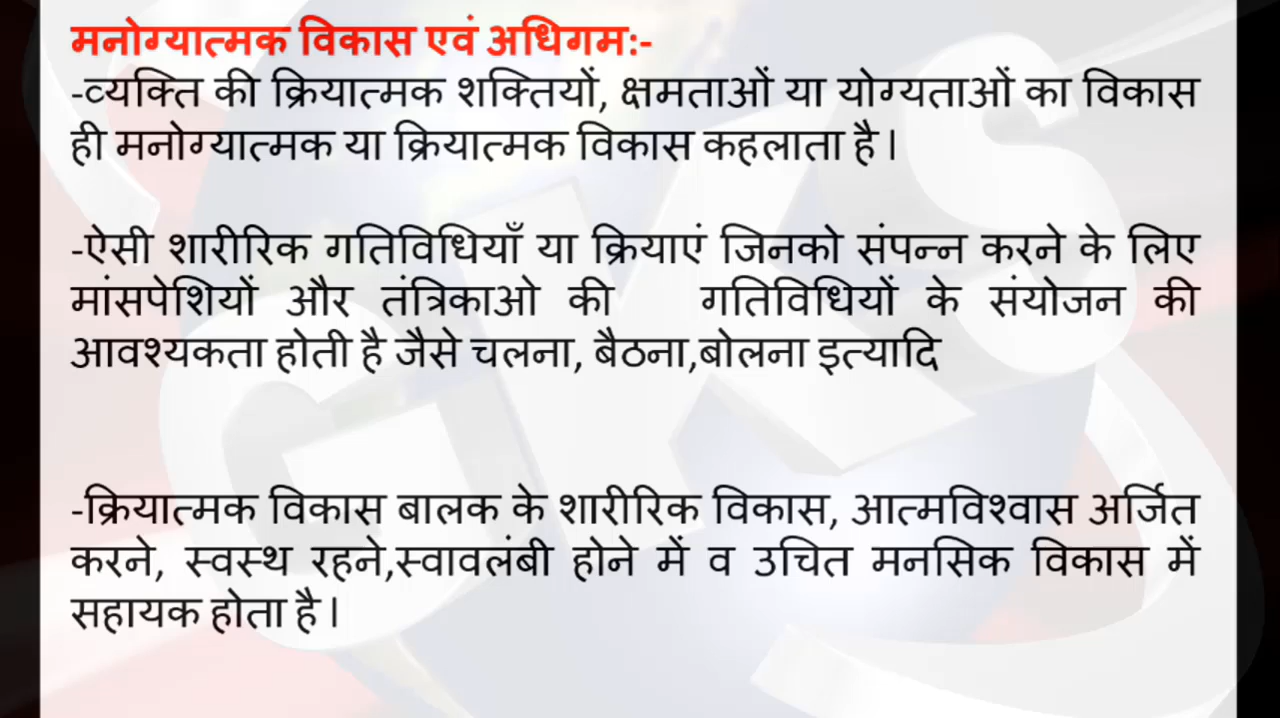 मनोग्यात्मक विकास एवं अधिगम:-
-व्यक्ति की क्रियात्मक शक्तियों, क्षमताओं या योग्यताओं का विकास
ही मनोग्यात्मक या क्रियात्मक विकास कहलाता है ।
-ऐसी शारीरिक गतिविधियाँ या क्रियाएं जिनको संपन्न करने के लिए
मांसपेशियों और तंत्रिकाओ की गतिविधियों के संयोजन की
आवश्यकता होती है जैसे चलना, बैठना,बोलना इत्यादि
-क्रियात्मक विकास बालक के शारीरिक विकास, आत्मविश्वास अर्जित
करने, स्वस्थ रहने,स्वावलंबी होने में व उचित मनसिक विकास में
सहायक होता है ।
GKS